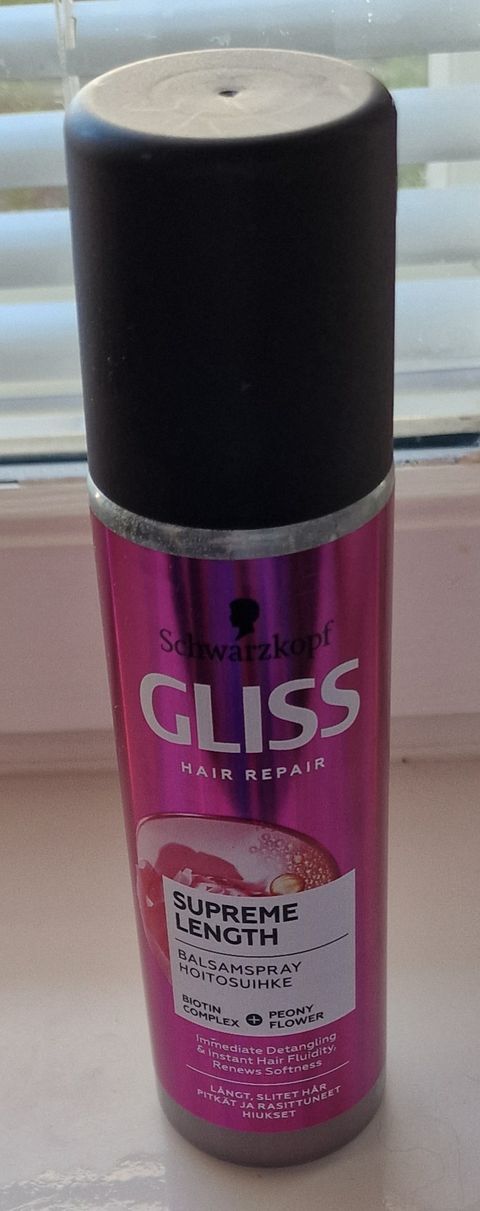 Schwarzkopf
GLISS
HAIR REPAIR
SUPREME
LENGTH
BALSAMSPRAY
HOITOSUIHKE
BIOTIN
COMPLEX + PEONY
FLOWER
Immediate Detangling
& Instant Hair Fluidity,
Renews Softness
LÅNGT, SLITET HÅR
PITKÄT JA RASITTUNEET
HIUKSET